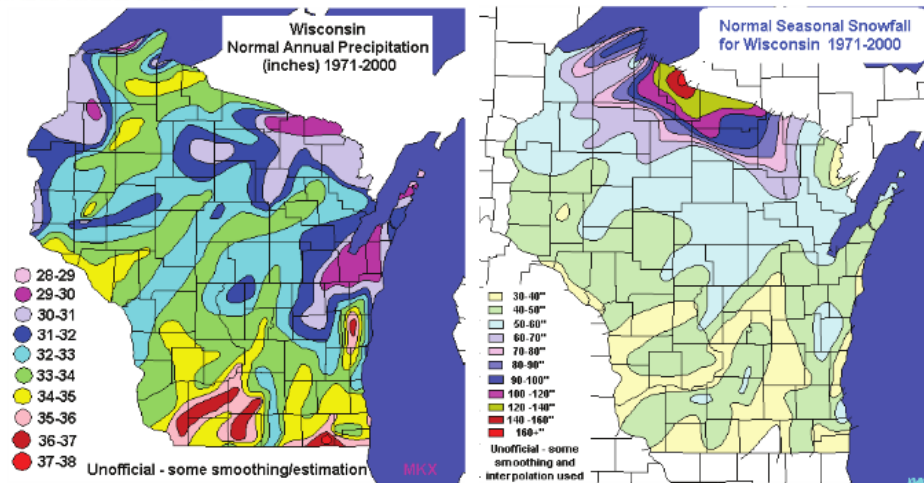 Wisconsin
Normal Annual Precipitation
(inches) 1971-2000
28-29
29-30
30-31
31-32
32-33
33-34
34-35
35-36
36-37
37-38
Unofficial - some smoothing/estimation
MKX
Normal Seasonal Snowfall
for Wisconsin 1971-2000
30-40"
40-50"
50-60"
60-70"
70-80"
80-90"
90-100"
100 -120"
120 -140"
140 -160"
160+"
Unofficial - some
smoothing and
interpolation used